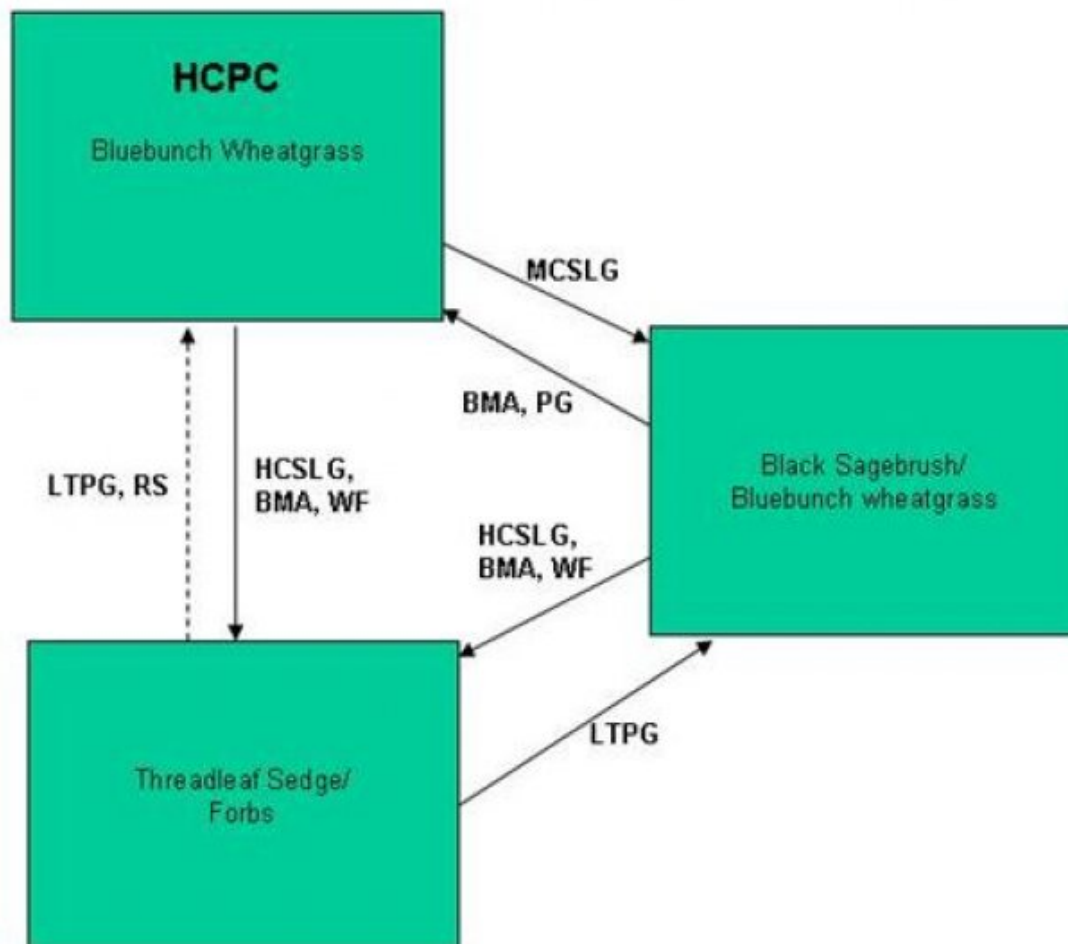 HCPC
Bluebunch Wheatgrass
MCSLG
BMA, PG
LTPG, RS
HCSLG,
BMA, WF
Black Sagebrush/
Bluebunch wheatgrass
HCSLG,
BMA, WF
LTPG
Threadleaf Sedge/
Forbs